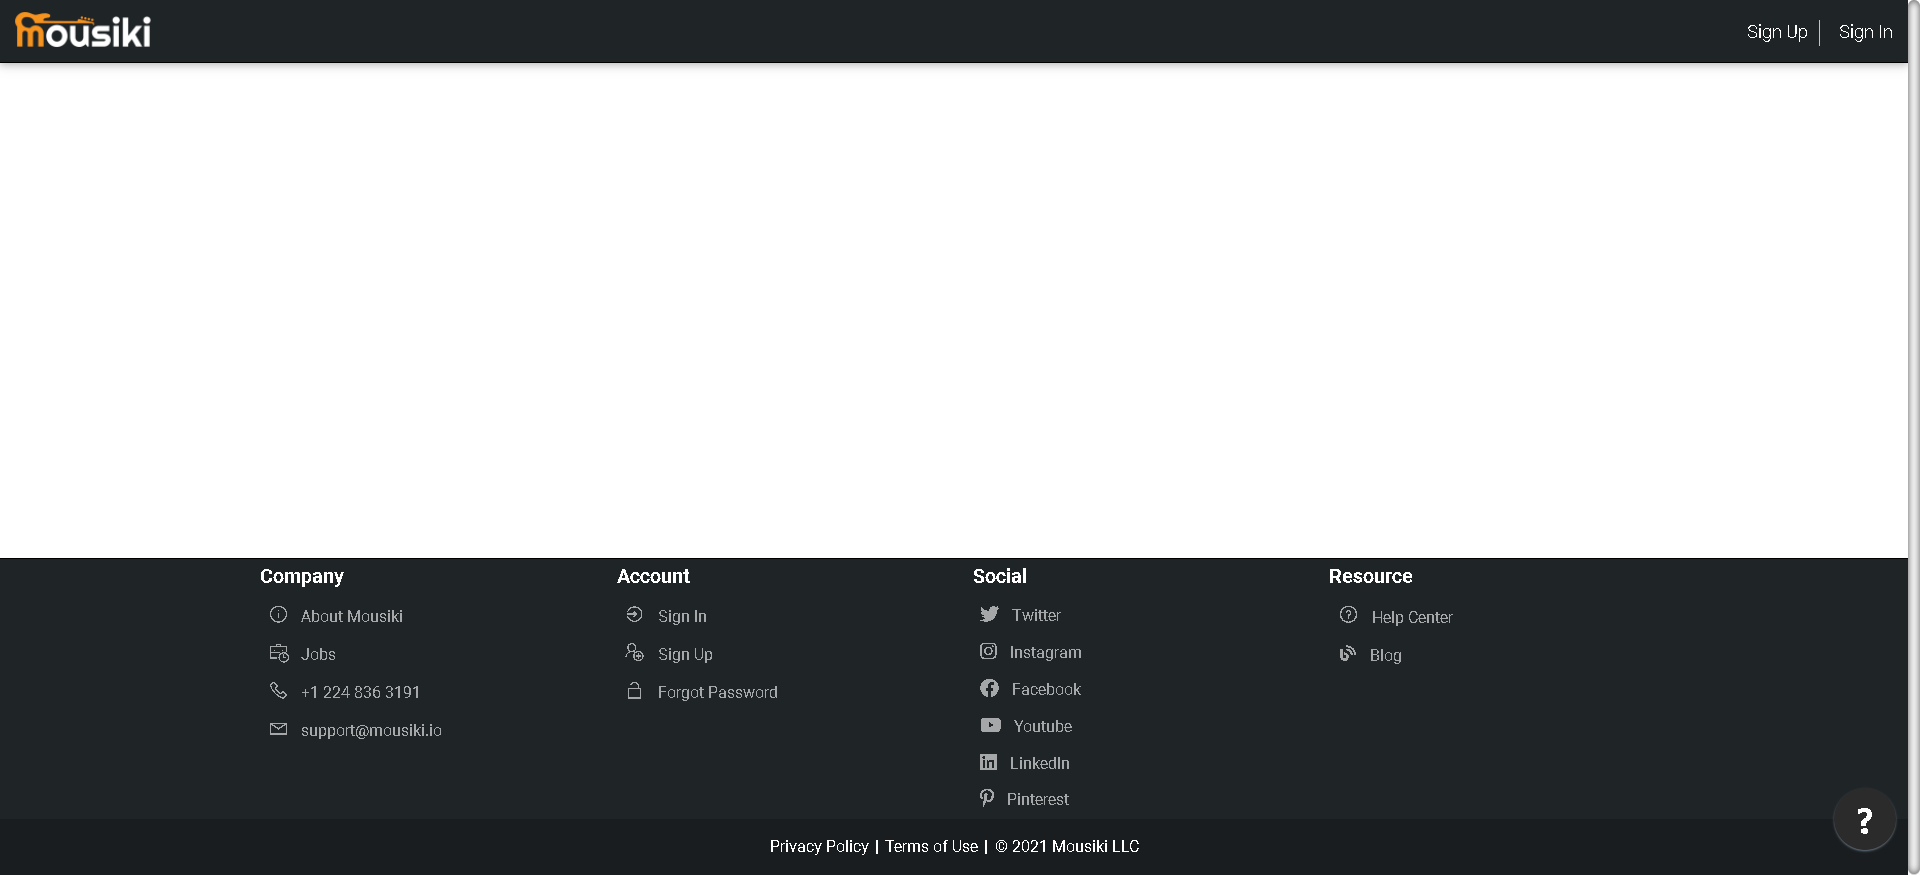 mousiki
Sign Up
Sign In
Company
About Mousiki
Jobs
+1 224 836 3191
support@mousiki.io
Account
Sign In
Sign Up
Forgot Password
Social
Twitter
Instagram
Facebook
Youtube
LinkedIn
Pinterest
Resource
Help Center
Blog
?
Privacy Policy | Terms of Use | © 2021 Mousiki LLC